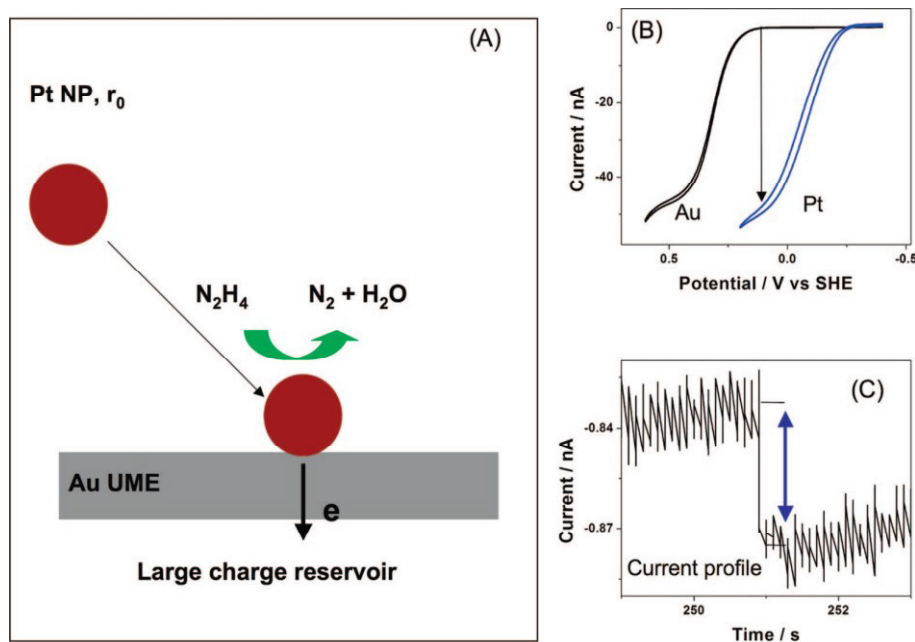 (A)
Pt NP, r₀
N₂H₄ N₂ + H₂O
Au UME
e
Large charge reservoir
(B)
0
-20
-40
Current / nA
Au
Pt
0.5 0.0 -0.5
Potential / V vs SHE
(C)
-0.84
-0.87
Current / nA
Current profile
250 252
Time / s